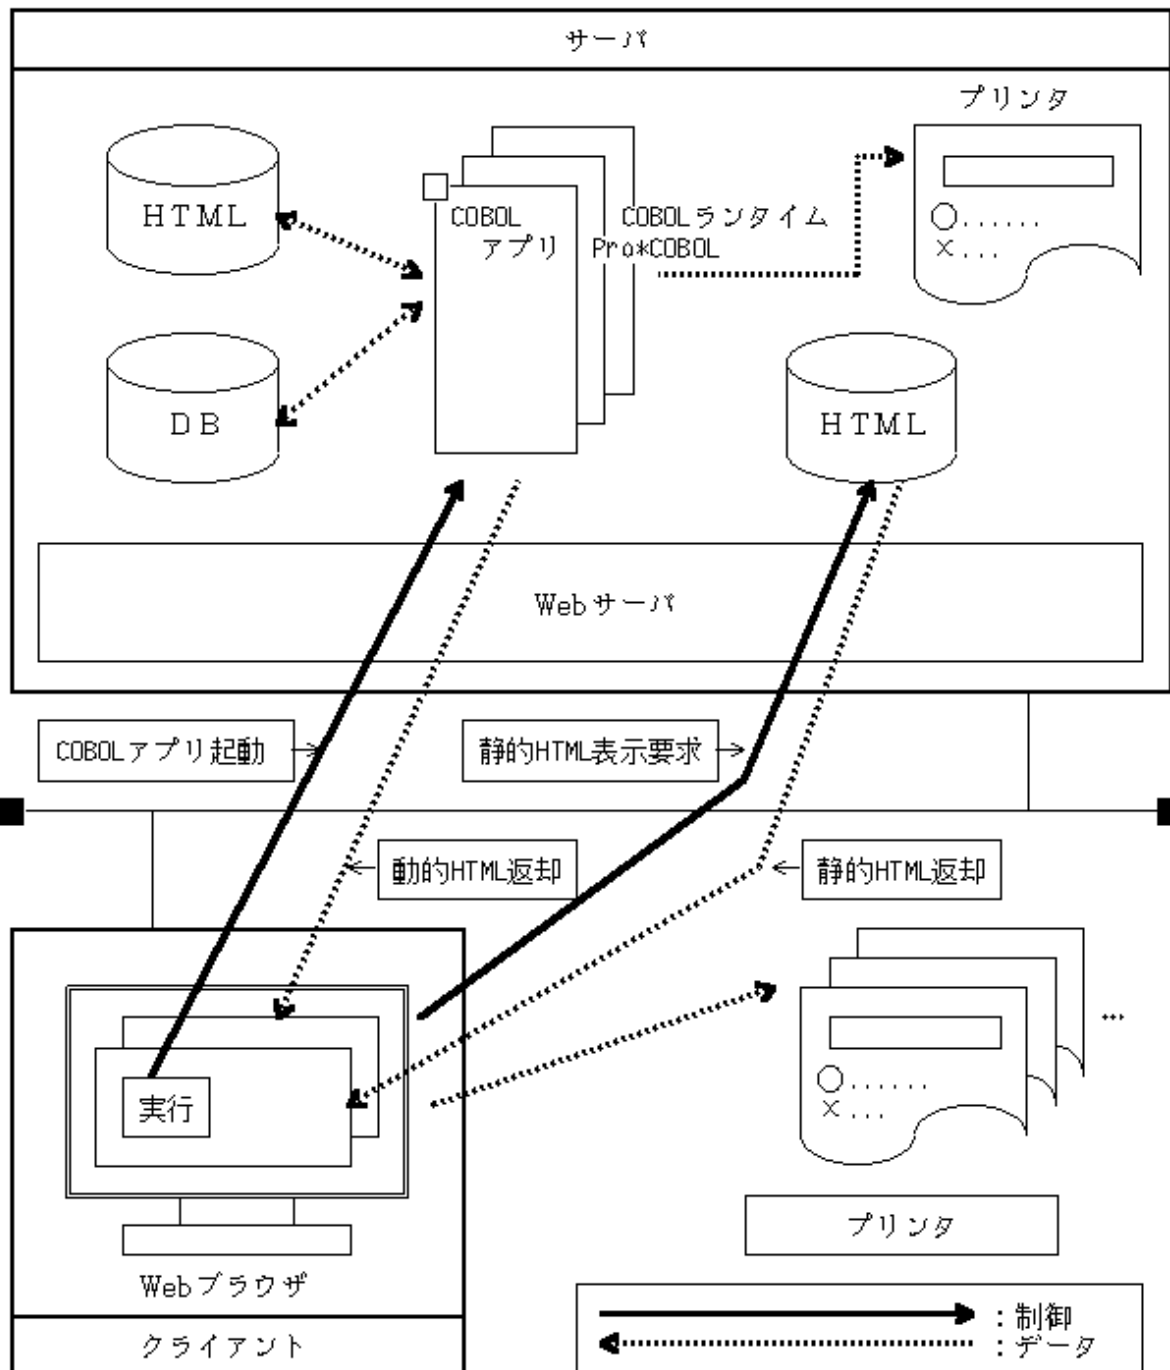 サーバ
プリンタ
HTML
COBOL
アプリ
COBOLランタイム
Pro*COBOL
○......
×...
DB
HTML
Webサーバ
COBOLアプリ起動
静的HTML表示要求
動的HTML返却
静的HTML返却
実行
○......
×...
…
プリンタ
Webブラウザ
クライアント
:制御
:データ